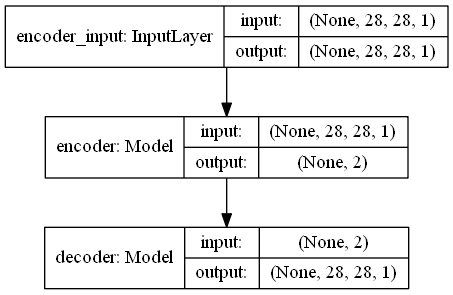 encoder_input: InputLayer
input: (None, 28, 28, 1)
output: (None, 28, 28, 1)
encoder: Model
input: (None, 28, 28, 1)
output: (None, 2)
decoder: Model
input: (None, 2)
output: (None, 28, 28, 1)